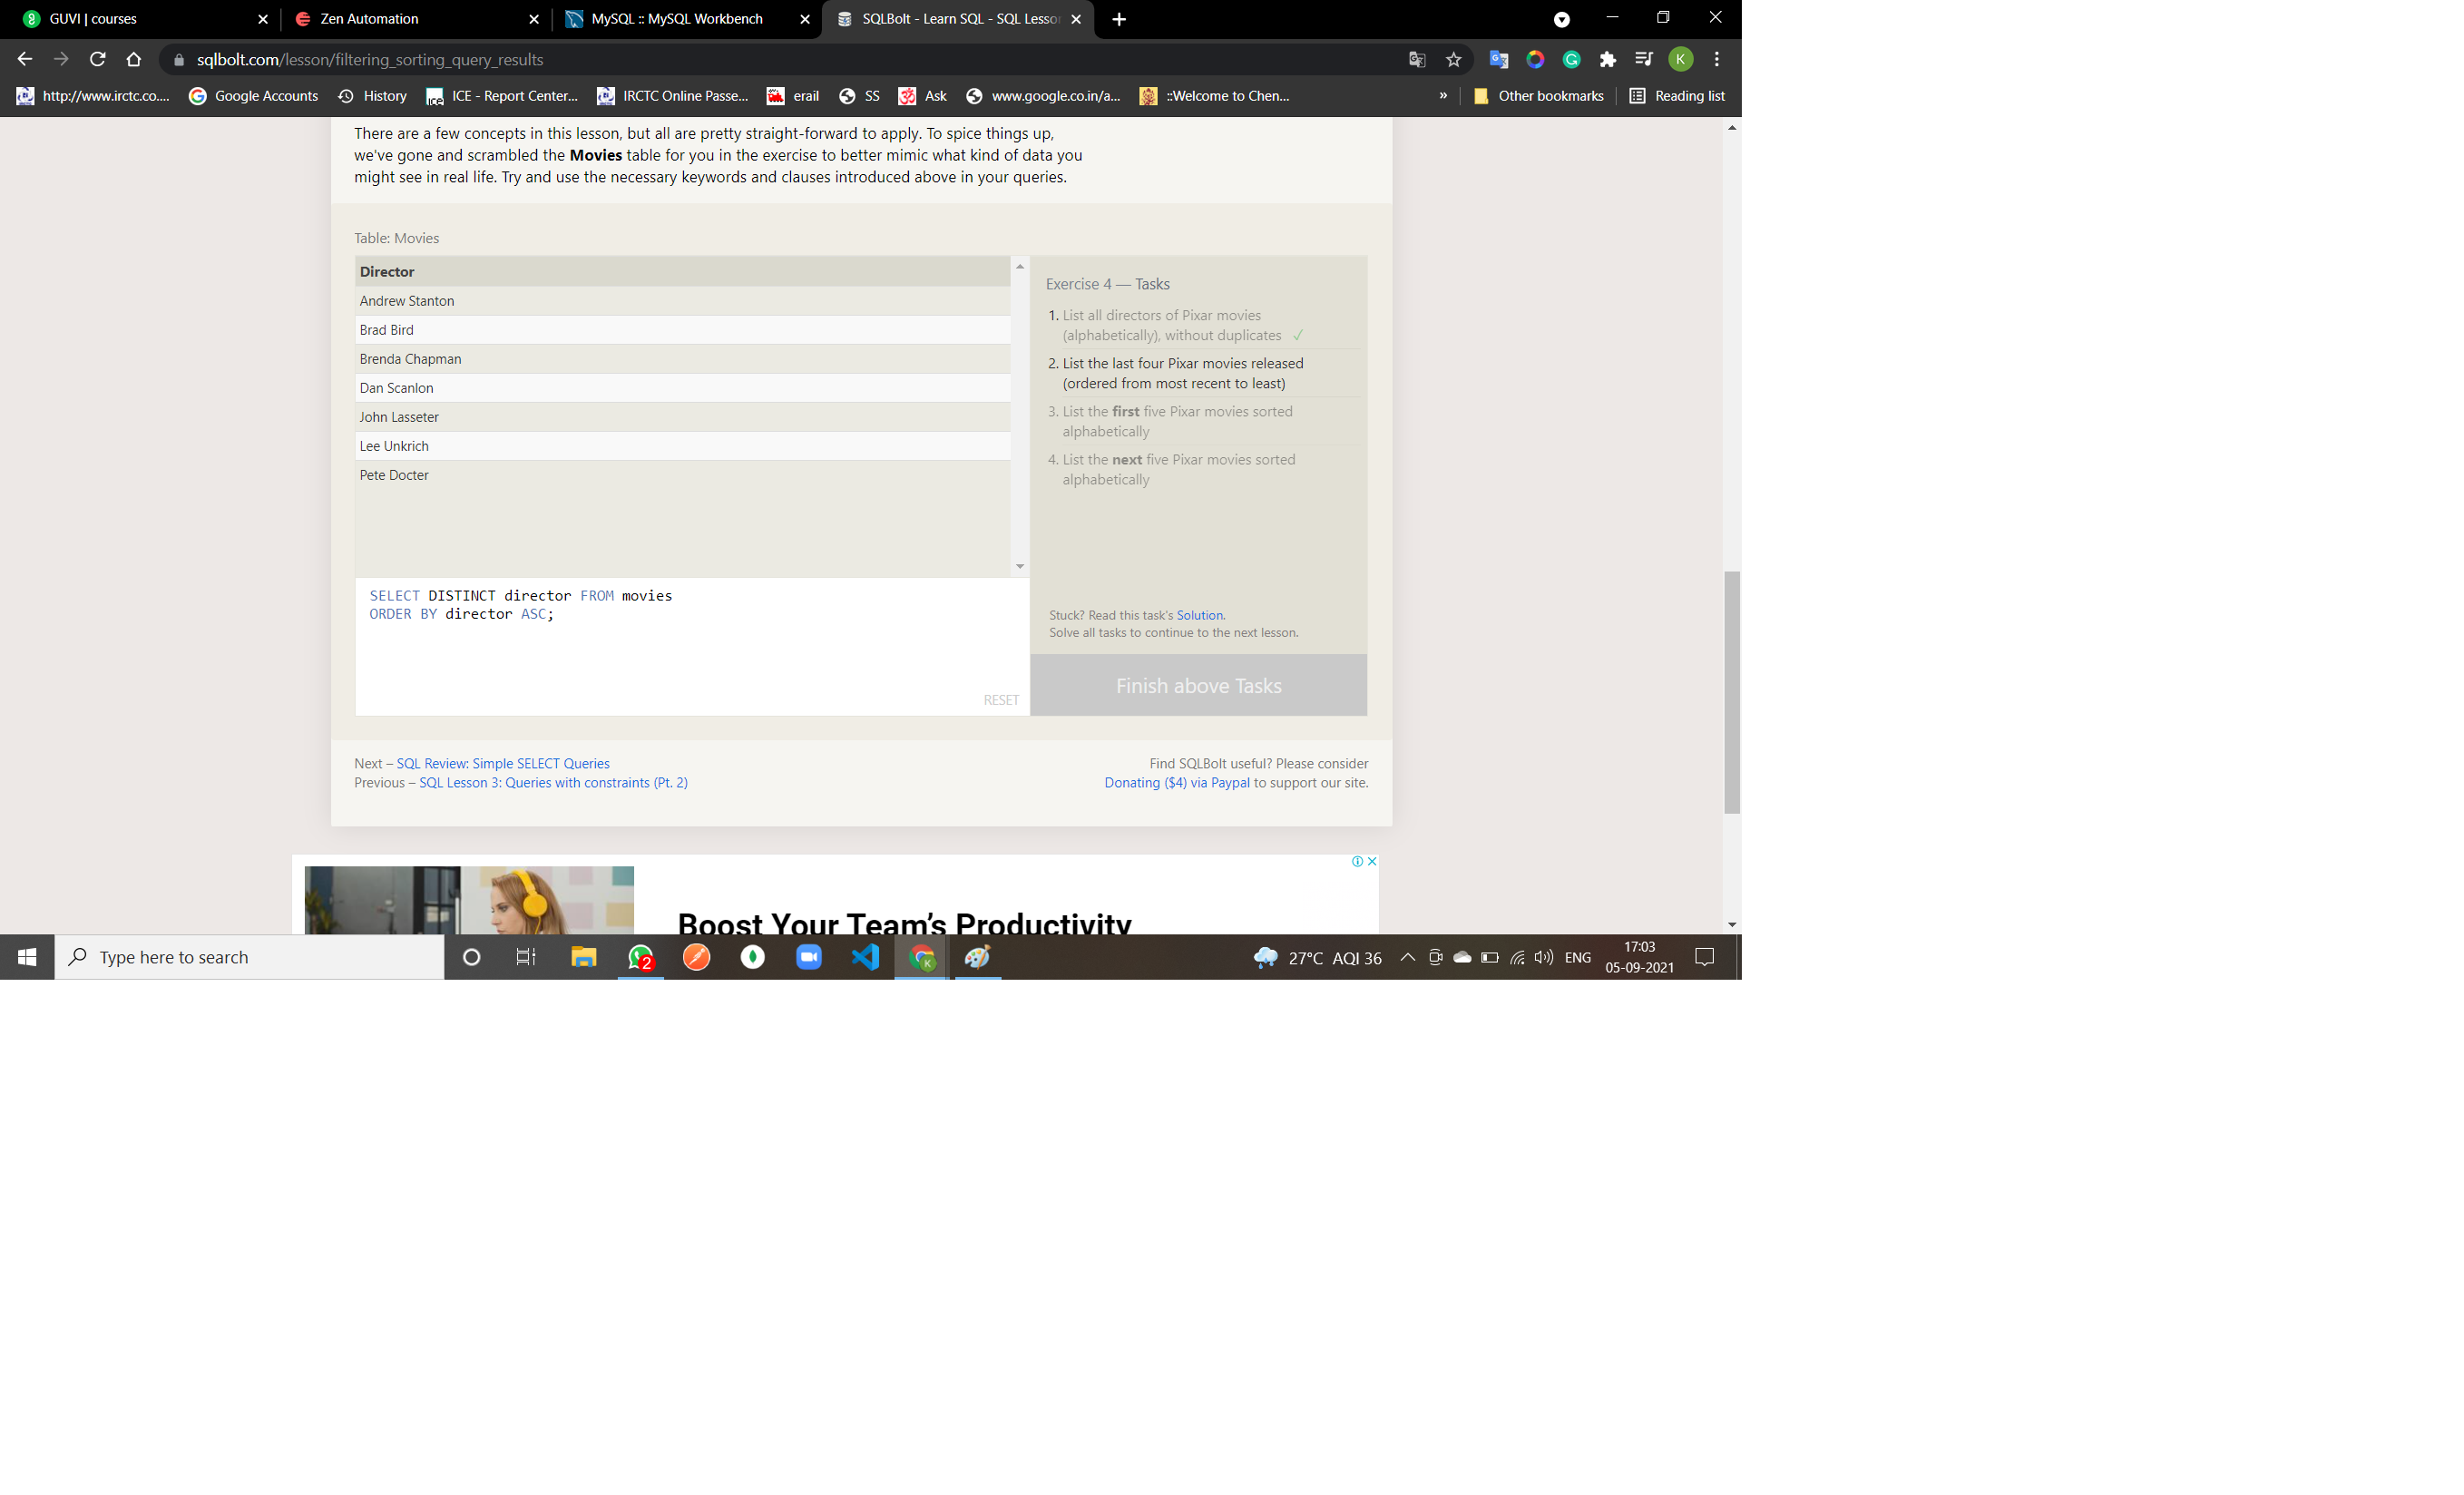 GUVI | courses
Zen Automation
MySQL :: MySQL Workbench
SQLBolt - Learn SQL - SQL Lesso
sqlbolt.com/lesson/filtering_sorting_query_results
K
http://www.irctc.co....
Google Accounts
History
ICE - Report Center...
IRCTC Online Passe...
erail
SS
Ask
www.google.co.in/a...
::Welcome to Chen...
»
Other bookmarks
Reading list
There are a few concepts in this lesson, but all are pretty straight-forward to apply. To spice things up,
we've gone and scrambled the Movies table for you in the exercise to better mimic what kind of data you
might see in real life. Try and use the necessary keywords and clauses introduced above in your queries.
Table: Movies
Director
Andrew Stanton
Brad Bird
Brenda Chapman
Dan Scanlon
John Lasseter
Lee Unkrich
Pete Docter
SELECT DISTINCT director FROM movies
ORDER BY director ASC;
RESET
Exercise 4 — Tasks
1. List all directors of Pixar movies
(alphabetically), without duplicates ✓
2. List the last four Pixar movies released
(ordered from most recent to least)
3. List the first five Pixar movies sorted
alphabetically
4. List the next five Pixar movies sorted
alphabetically
Stuck? Read this task's Solution.
Solve all tasks to continue to the next lesson.
Finish above Tasks
Next – SQL Review: Simple SELECT Queries
Previous – SQL Lesson 3: Queries with constraints (Pt. 2)
Find SQLBolt useful? Please consider
Donating ($4) via Paypal to support our site.
Boost Your Team's Productivity
Type here to search
2
K
27°C AQI 36
ENG
17:03
05-09-2021